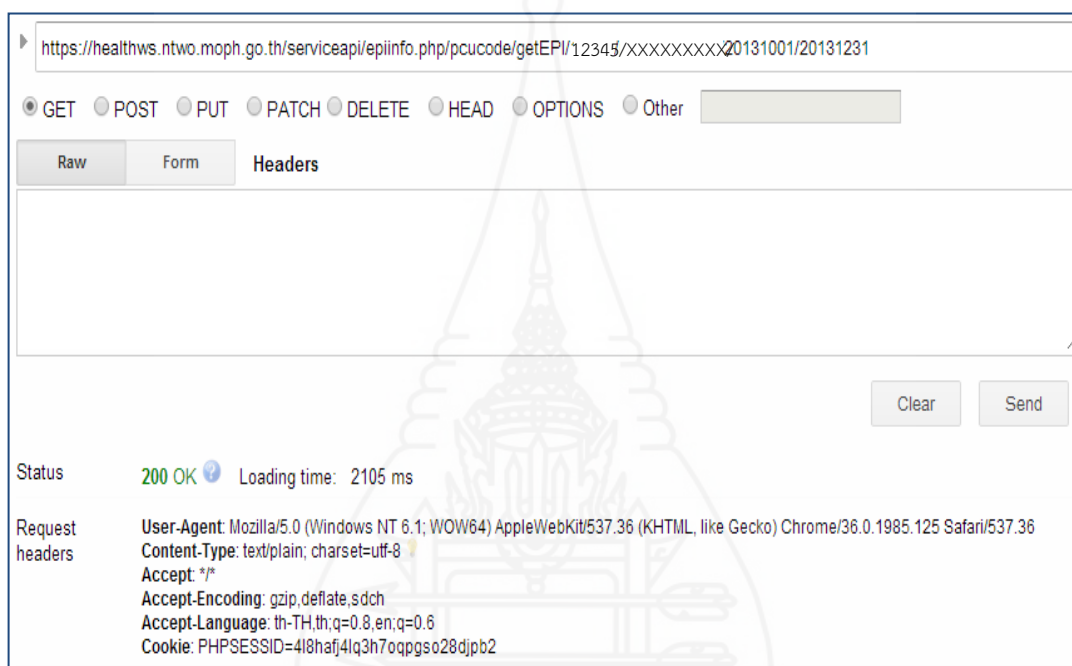 https://healthws.ntwo.moph.go.th/serviceapi/epiinfo.php/pcucode/getEPI/12345/XXXXXXXXX/20131001/20131231
GET POST PUT PATCH DELETE HEAD OPTIONS Other
Raw Form Headers
Clear Send
Status 200 OK ? Loading time: 2105 ms
Request headers
User-Agent: Mozilla/5.0 (Windows NT 6.1; WOW64) AppleWebKit/537.36 (KHTML, like Gecko) Chrome/36.0.1985.125 Safari/537.36
Content-Type: text/plain; charset=utf-8
Accept: */*
Accept-Encoding: gzip,deflate,sdch
Accept-Language: th-TH,th;q=0.8,en;q=0.6
Cookie: PHPSESSID=4l8hafj4lq3h7oqpgso28djpb2